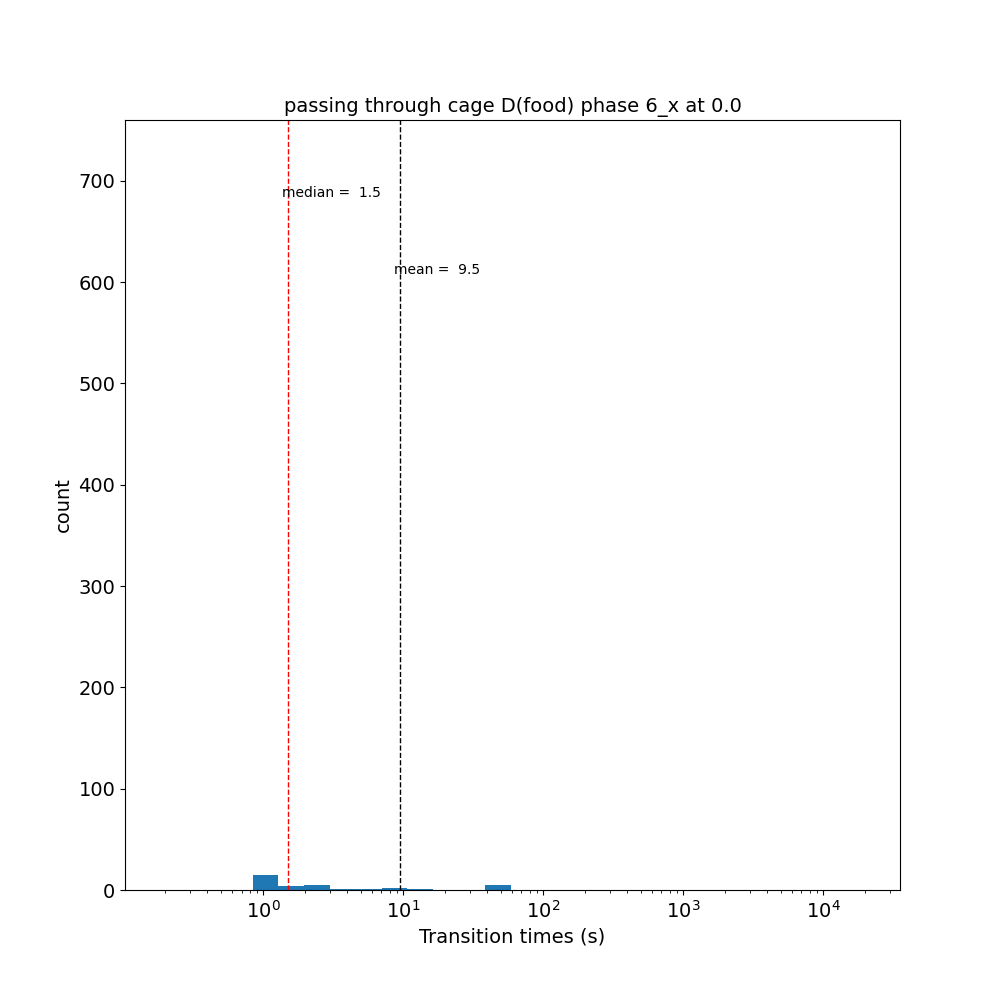 passing through cage D(food) phase 6_x at 0.0
700
median =  1.5
mean =  9.5
600
500
count
400
300
200
100
0
10⁰ 10¹ 10² 10³ 10⁴
Transition times (s)